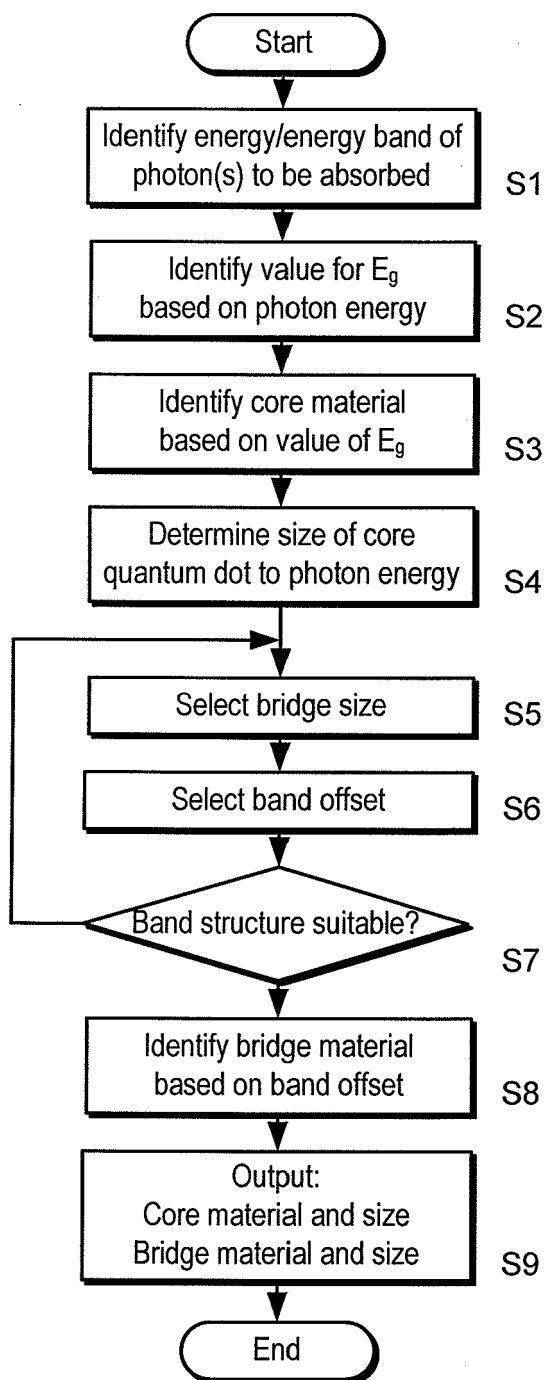 Start
Identify energy/energy band of
photon(s) to be absorbed
S1
Identify value for Eg
based on photon energy
S2
Identify core material
based on value of Eg
S3
Determine size of core
quantum dot to photon energy
S4
Select bridge size
S5
Select band offset
S6
Band structure suitable?
S7
Identify bridge material
based on band offset
S8
Output:
Core material and size
Bridge material and size
S9
End